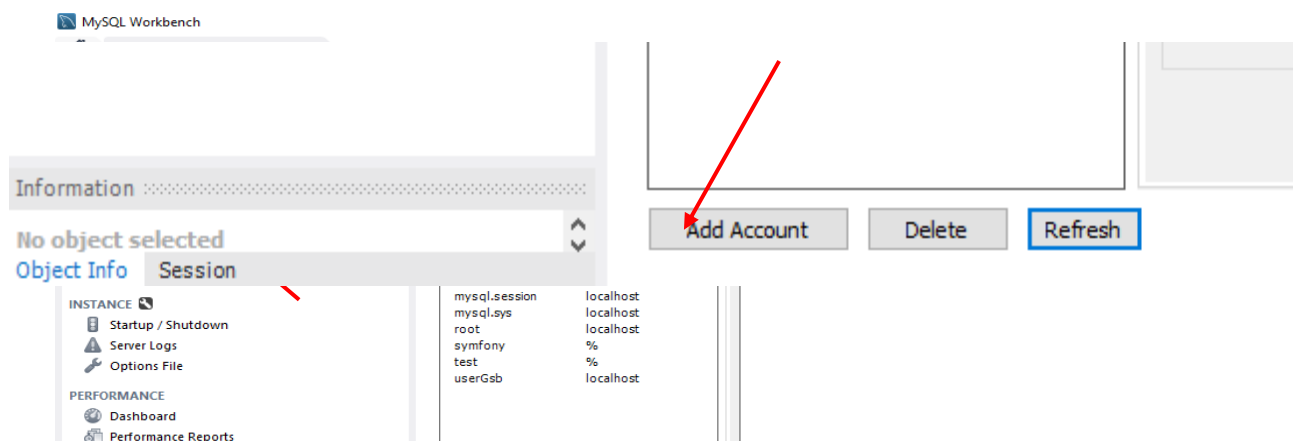 MySQL Workbench
Information
No object selected
Object Info Session
Add Account Delete Refresh
INSTANCE
Startup / Shutdown
Server Logs
Options File
PERFORMANCE
Dashboard
Performance Reports
mysql.session localhost
mysql.sys localhost
root localhost
symfony %
test %
userGsb localhost